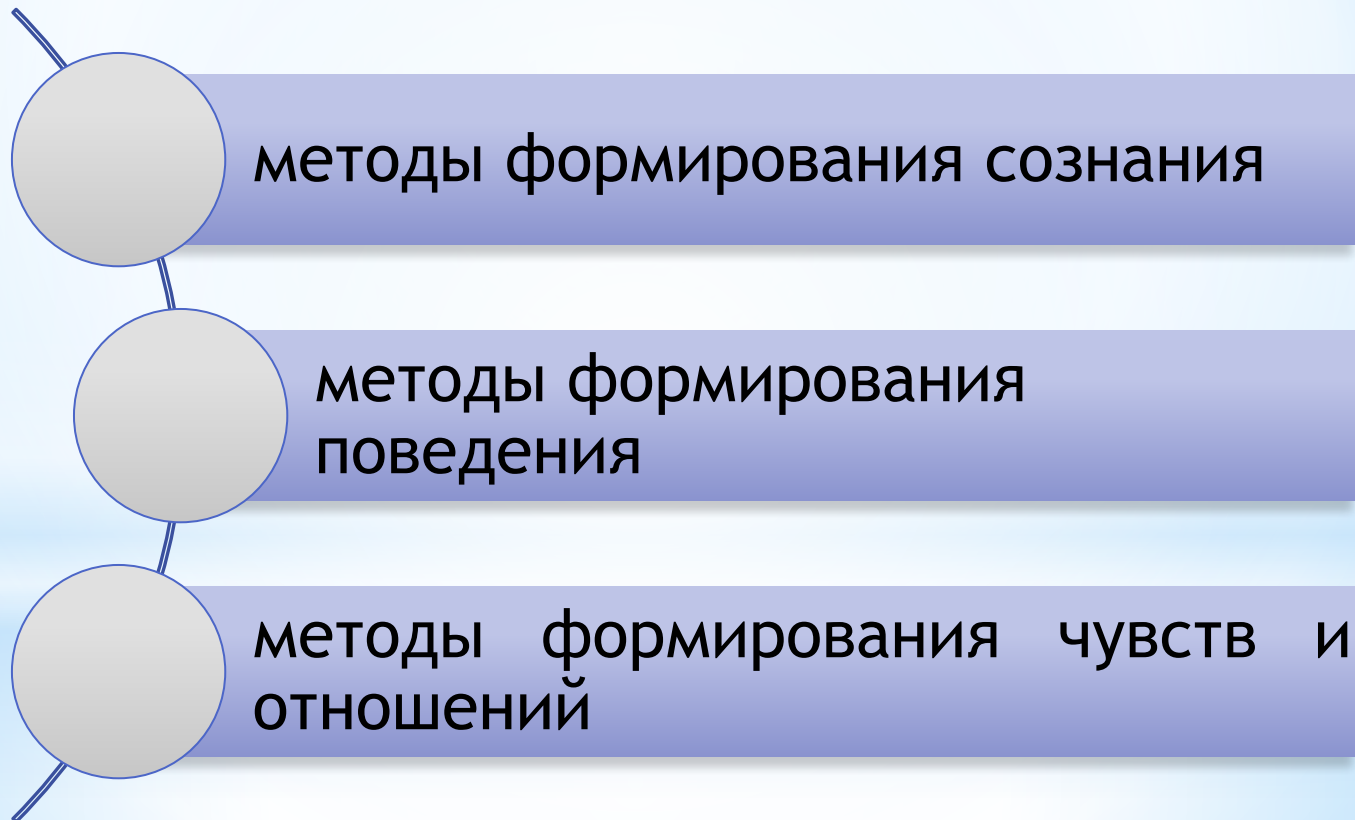 методы формирования сознания
методы формирования
поведения
методы формирования чувств и
отношений